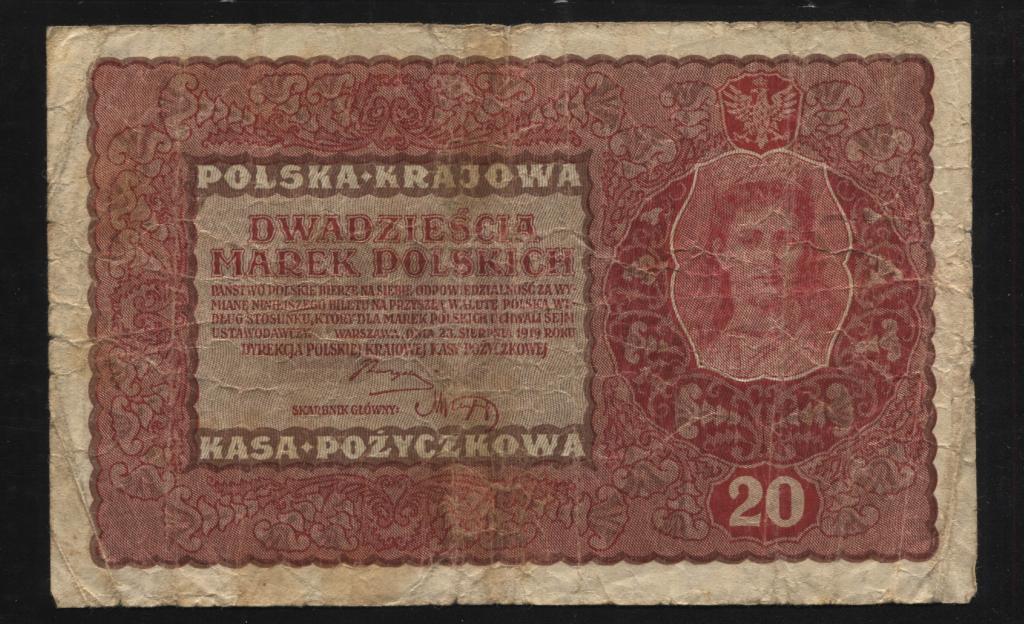 POLSKA·KRAJOWA
DWADZIEŚCIA
MAREK POLSKICH
PAŃSTWO POLSKIE BIERZE NA SIEBIE ODPOWIEDZIALNOŚĆ ZA WY-
MIANĘ NINIEJSZEGO BILETU NA PRZYSZŁĄ WALUTĘ POLSKĄ WE-
DŁUG STOSUNKU, KTÓRY DLA MAREK POLSKICH UCHWALI SEJM
USTAWODAWCZY. WARSZAWA, DNIA 23. SIERPNIA 1919 ROKU
DYREKCJA POLSKIEJ KRAJOWEJ KASY POŻYCZKOWEJ
SKARBNIK GŁÓWNY:
KASA·POŻYCZKOWA
20